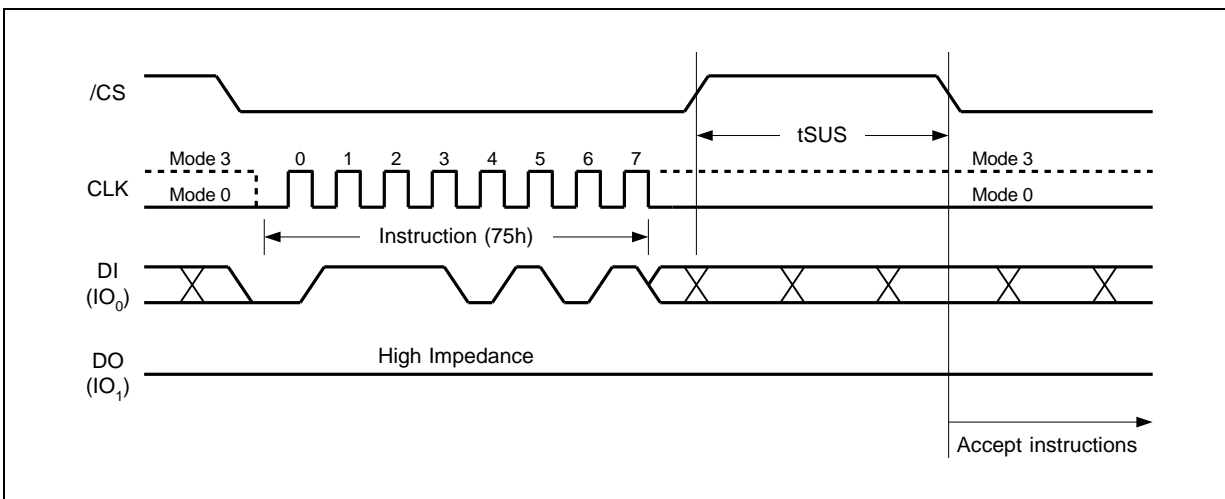 /CS
tSUS
Mode 3 0 1 2 3 4 5 6 7 Mode 3
CLK
Mode 0 Mode 0
Instruction (75h)
DI
(IO0)
High Impedance
DO
(IO1)
Accept instructions